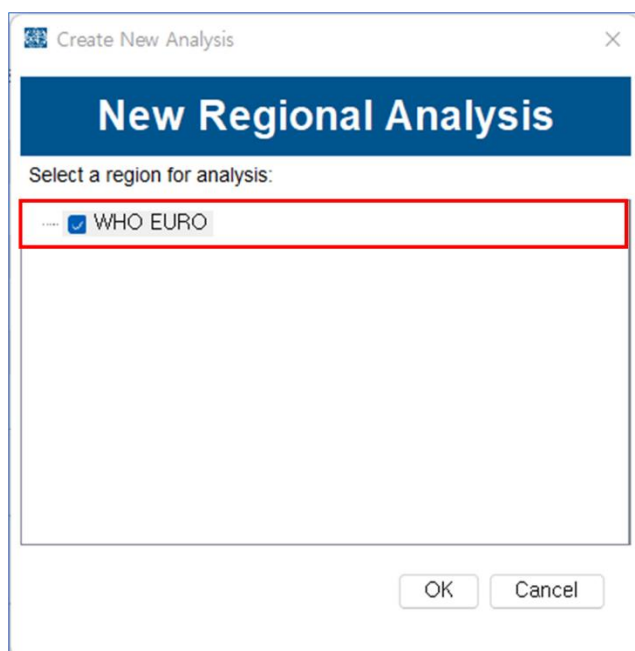 Create New Analysis
New Regional Analysis
Select a region for analysis:
WHO EURO
OK
Cancel